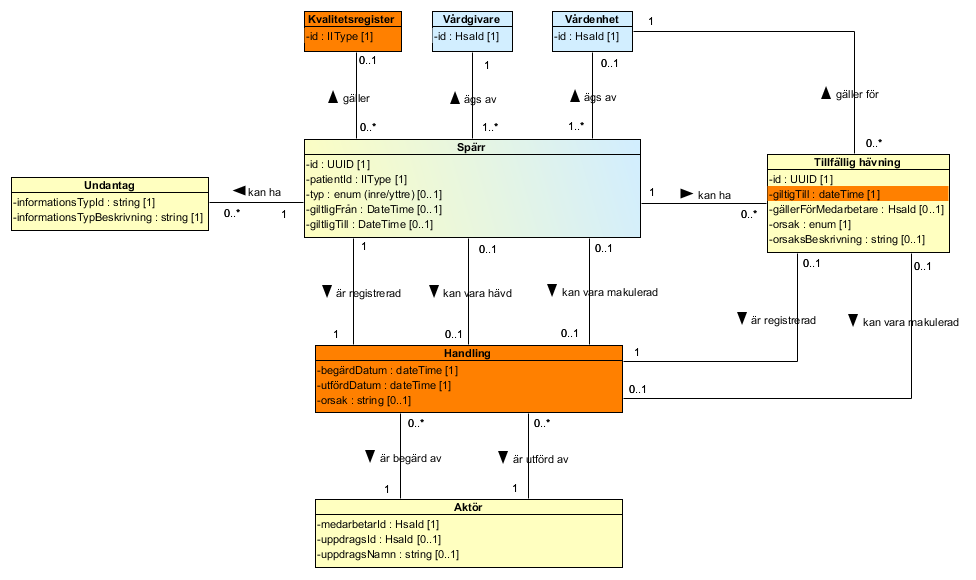 Kvalitetsregister
-id : IIType [1]
Vårdgivare
-id : HsaId [1]
Vårdenhet
-id : HsaId [1]
1
0..1
1
0..1
gäller
ägs av
ägs av
gäller för
0..*
1..*
1..*
0..*
Spärr
-id : UUID [1]
-patientId : IIType [1]
-typ : enum (inre/yttre) [0..1]
-giltligFrån : DateTime [0..1]
-giltligTill : DateTime [0..1]
Undantag
-informationsTypId : string [1]
-informationsTypBeskrivning : string [1]
kan ha
0..*
1
1
kan ha
0..*
Tillfällig hävning
-id : UUID [1]
-giltigTill : dateTime [1]
-gällerFörMedarbetare : HsaId [0..1]
-orsak : enum [1]
-orsaksBeskrivning : string [0..1]
1
0..1
0..1
0..1
0..1
är registrerad
kan vara hävd
kan vara makulerad
är registrerad
kan vara makulerad
1
0..1
0..1
1
0..1
Handling
-begärdDatum : dateTime [1]
-utfördDatum : dateTime [1]
-orsak : string [0..1]
0..*
0..*
är begärd av
är utförd av
1
1
Aktör
-medarbetarId : HsaId [1]
-uppdragsId : HsaId [0..1]
-uppdragsNamn : string [0..1]